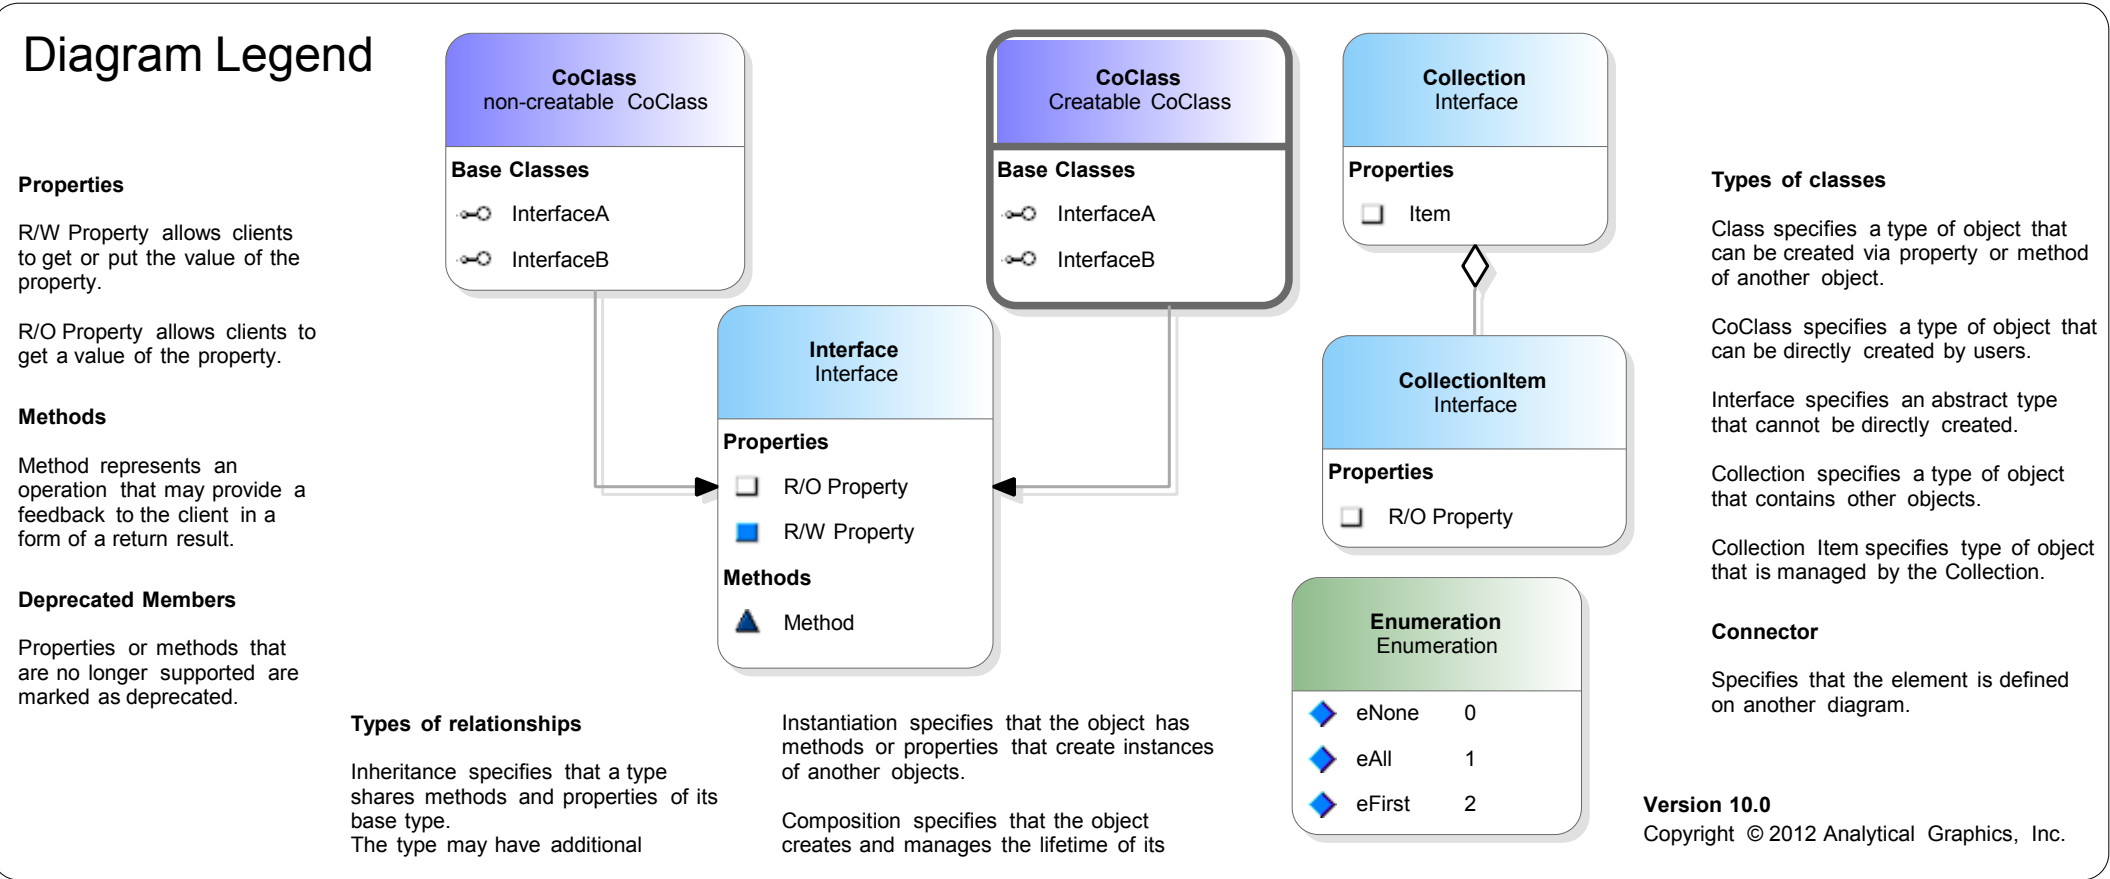 Diagram Legend
Properties
R/W Property allows clients
to get or put the value of the
property.
R/O Property allows clients to
get a value of the property.
Methods
Method represents an
operation that may provide a
feedback to the client in a
form of a return result.
Deprecated Members
Properties or methods that
are no longer supported are
marked as deprecated.
CoClass
non-creatable CoClass
Base Classes
InterfaceA
InterfaceB
CoClass
Creatable CoClass
Base Classes
InterfaceA
InterfaceB
Interface
Interface
Properties
R/O Property
R/W Property
Methods
Method
Collection
Interface
Properties
Item
CollectionItem
Interface
Properties
R/O Property
Enumeration
Enumeration
eNone 0
eAll 1
eFirst 2
Types of relationships
Inheritance specifies that a type
shares methods and properties of its
base type.
The type may have additional
Instantiation specifies that the object has
methods or properties that create instances
of another objects.
Composition specifies that the object
creates and manages the lifetime of its
Types of classes
Class specifies a type of object that
can be created via property or method
of another object.
CoClass specifies a type of object that
can be directly created by users.
Interface specifies an abstract type
that cannot be directly created.
Collection specifies a type of object
that contains other objects.
Collection Item specifies type of object
that is managed by the Collection.
Connector
Specifies that the element is defined
on another diagram.
Version 10.0
Copyright © 2012 Analytical Graphics, Inc.